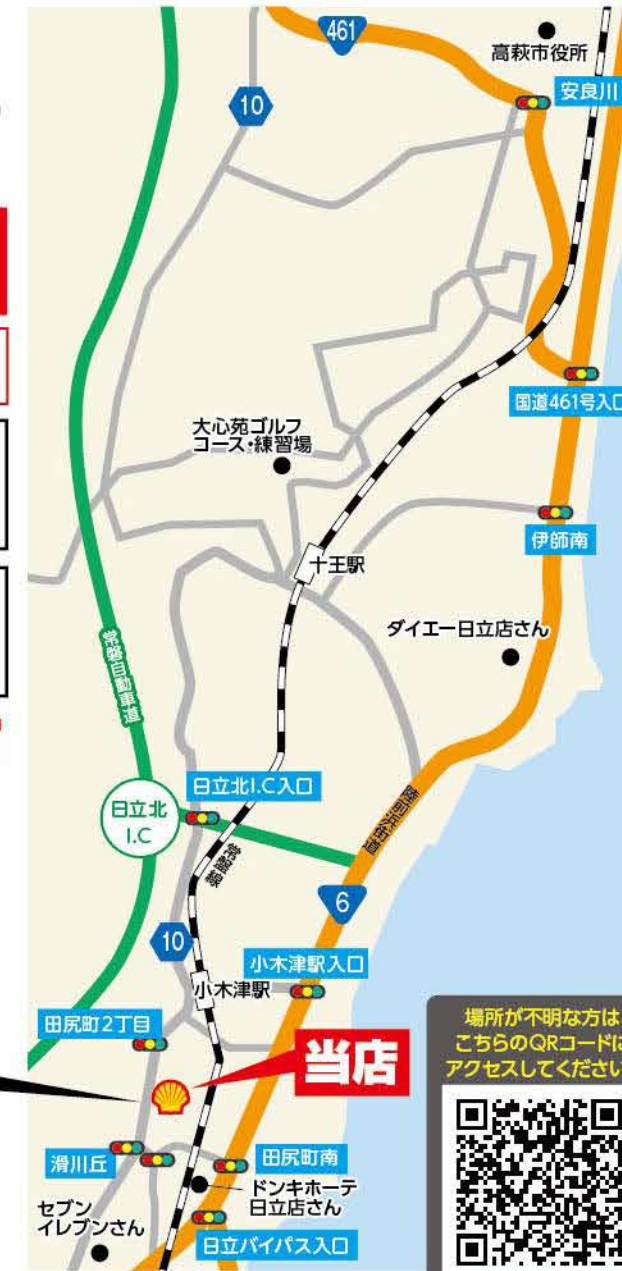 461
高萩市役所
安良川
10
国道461号入口
大心苑ゴルフ
コース・練習場
伊師南
十王駅
ダイエー日立店さん
常磐自動車道
日立北I.C入口
日立北
I.C
陸前浜街道
常磐線
6
10
小木津駅入口
小木津駅
田尻町2丁目
場所が不明な方は
こちらのQRコードに
アクセスしてください
当店
滑川丘
田尻町南
ドンキホーテ
日立店さん
セブン
イレブンさん
日立バイパス入口